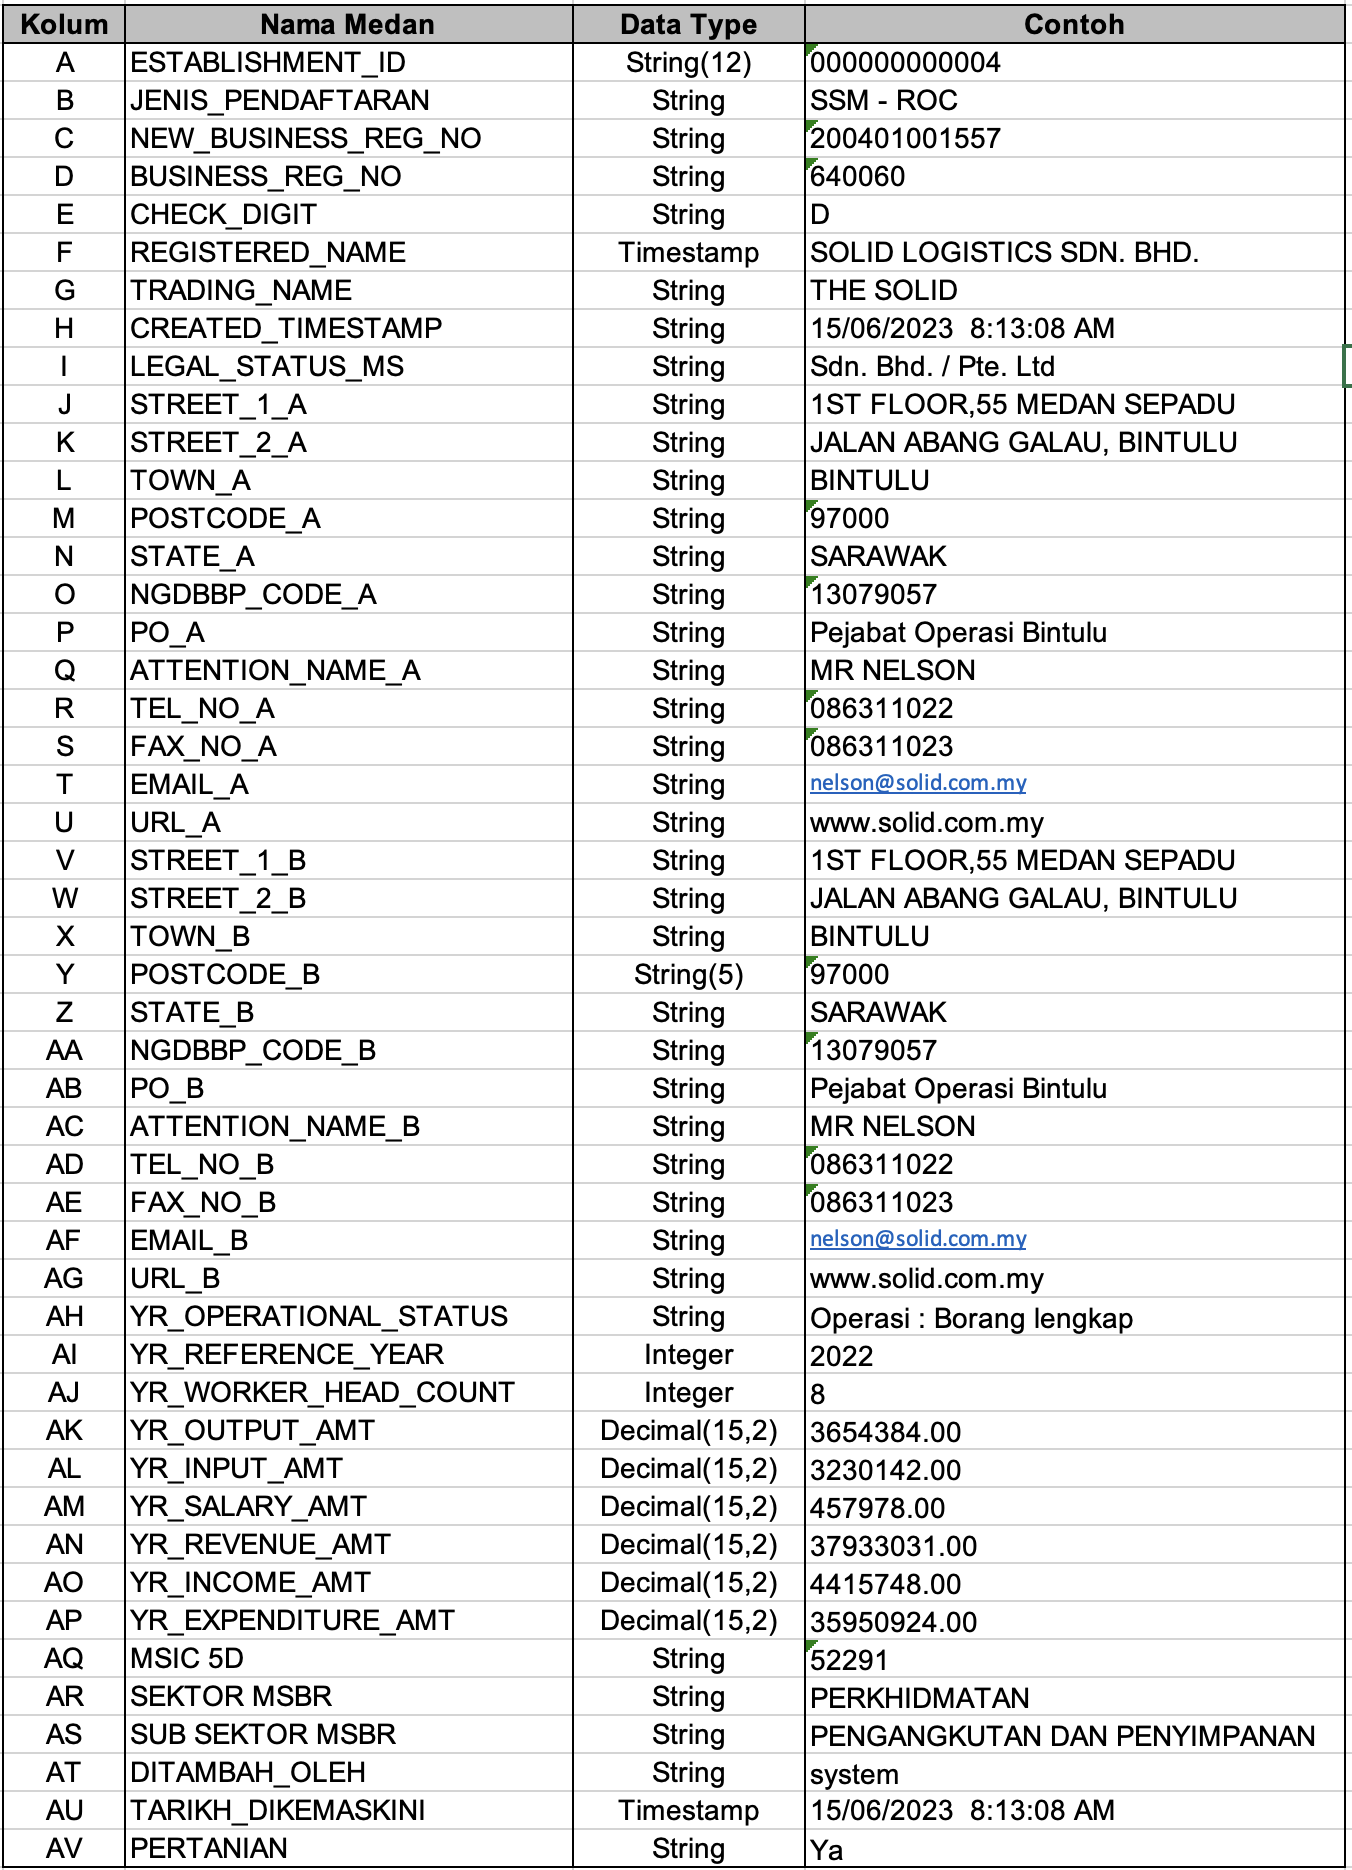 Kolum Nama Medan Data Type Contoh
A ESTABLISHMENT_ID String(12) 000000000004
B JENIS_PENDAFTARAN String SSM - ROC
C NEW_BUSINESS_REG_NO String 200401001557
D BUSINESS_REG_NO String 640060
E CHECK_DIGIT String D
F REGISTERED_NAME Timestamp SOLID LOGISTICS SDN. BHD.
G TRADING_NAME String THE SOLID
H CREATED_TIMESTAMP String 15/06/2023  8:13:08 AM
I LEGAL_STATUS_MS String Sdn. Bhd. / Pte. Ltd
J STREET_1_A String 1ST FLOOR,55 MEDAN SEPADU
K STREET_2_A String JALAN ABANG GALAU, BINTULU
L TOWN_A String BINTULU
M POSTCODE_A String 97000
N STATE_A String SARAWAK
O NGDBBP_CODE_A String 13079057
P PO_A String Pejabat Operasi Bintulu
Q ATTENTION_NAME_A String MR NELSON
R TEL_NO_A String 086311022
S FAX_NO_A String 086311023
T EMAIL_A String nelson@solid.com.my
U URL_A String www.solid.com.my
V STREET_1_B String 1ST FLOOR,55 MEDAN SEPADU
W STREET_2_B String JALAN ABANG GALAU, BINTULU
X TOWN_B String BINTULU
Y POSTCODE_B String(5) 97000
Z STATE_B String SARAWAK
AA NGDBBP_CODE_B String 13079057
AB PO_B String Pejabat Operasi Bintulu
AC ATTENTION_NAME_B String MR NELSON
AD TEL_NO_B String 086311022
AE FAX_NO_B String 086311023
AF EMAIL_B String nelson@solid.com.my
AG URL_B String www.solid.com.my
AH YR_OPERATIONAL_STATUS String Operasi : Borang lengkap
AI YR_REFERENCE_YEAR Integer 2022
AJ YR_WORKER_HEAD_COUNT Integer 8
AK YR_OUTPUT_AMT Decimal(15,2) 3654384.00
AL YR_INPUT_AMT Decimal(15,2) 3230142.00
AM YR_SALARY_AMT Decimal(15,2) 457978.00
AN YR_REVENUE_AMT Decimal(15,2) 37933031.00
AO YR_INCOME_AMT Decimal(15,2) 4415748.00
AP YR_EXPENDITURE_AMT Decimal(15,2) 35950924.00
AQ MSIC 5D String 52291
AR SEKTOR MSBR String PERKHIDMATAN
AS SUB SEKTOR MSBR String PENGANGKUTAN DAN PENYIMPANAN
AT DITAMBAH_OLEH String system
AU TARIKH_DIKEMASKINI Timestamp 15/06/2023  8:13:08 AM
AV PERTANIAN String Ya